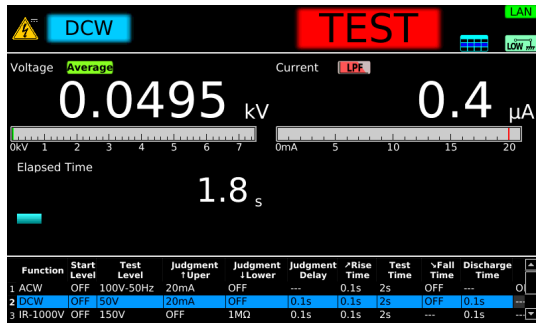 LAN
DCW
TEST
LOW
Voltage Average
Current LPF
0.0495 kV
0.4 µA
0kV 1 2 3 4 5 6 7
0mA 5 10 15 20
Elapsed Time
1.8 s
Function Start Level Test Level Judgment ↑Uper Judgment ↓Lower Judgment Delay ↗Rise Time Test Time ↘Fall Time Discharge Time
1 ACW OFF 100V-50Hz 20mA OFF --- 0.1s 2s OFF --- O
2 DCW OFF 50V 20mA OFF 0.1s 0.1s 2s OFF 0.1s ---
3 IR-1000V OFF 150V OFF 1MΩ 0.1s 0.1s 2s --- 0.1s ---